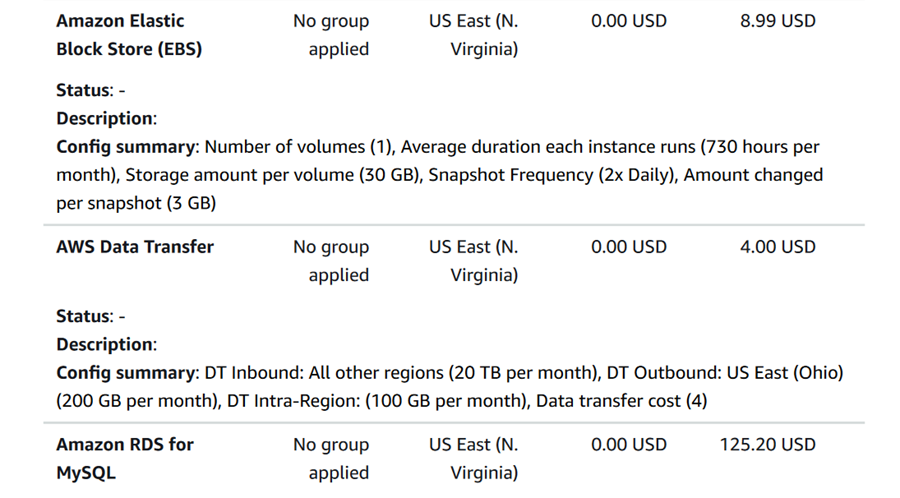 Amazon Elastic Block Store (EBS) No group applied US East (N. Virginia) 0.00 USD 8.99 USD
Status: -
Description:
Config summary: Number of volumes (1), Average duration each instance runs (730 hours per
month), Storage amount per volume (30 GB), Snapshot Frequency (2x Daily), Amount changed
per snapshot (3 GB)
AWS Data Transfer No group applied US East (N. Virginia) 0.00 USD 4.00 USD
Status: -
Description:
Config summary: DT Inbound: All other regions (20 TB per month), DT Outbound: US East (Ohio)
(200 GB per month), DT Intra-Region: (100 GB per month), Data transfer cost (4)
Amazon RDS for MySQL No group applied US East (N. Virginia) 0.00 USD 125.20 USD